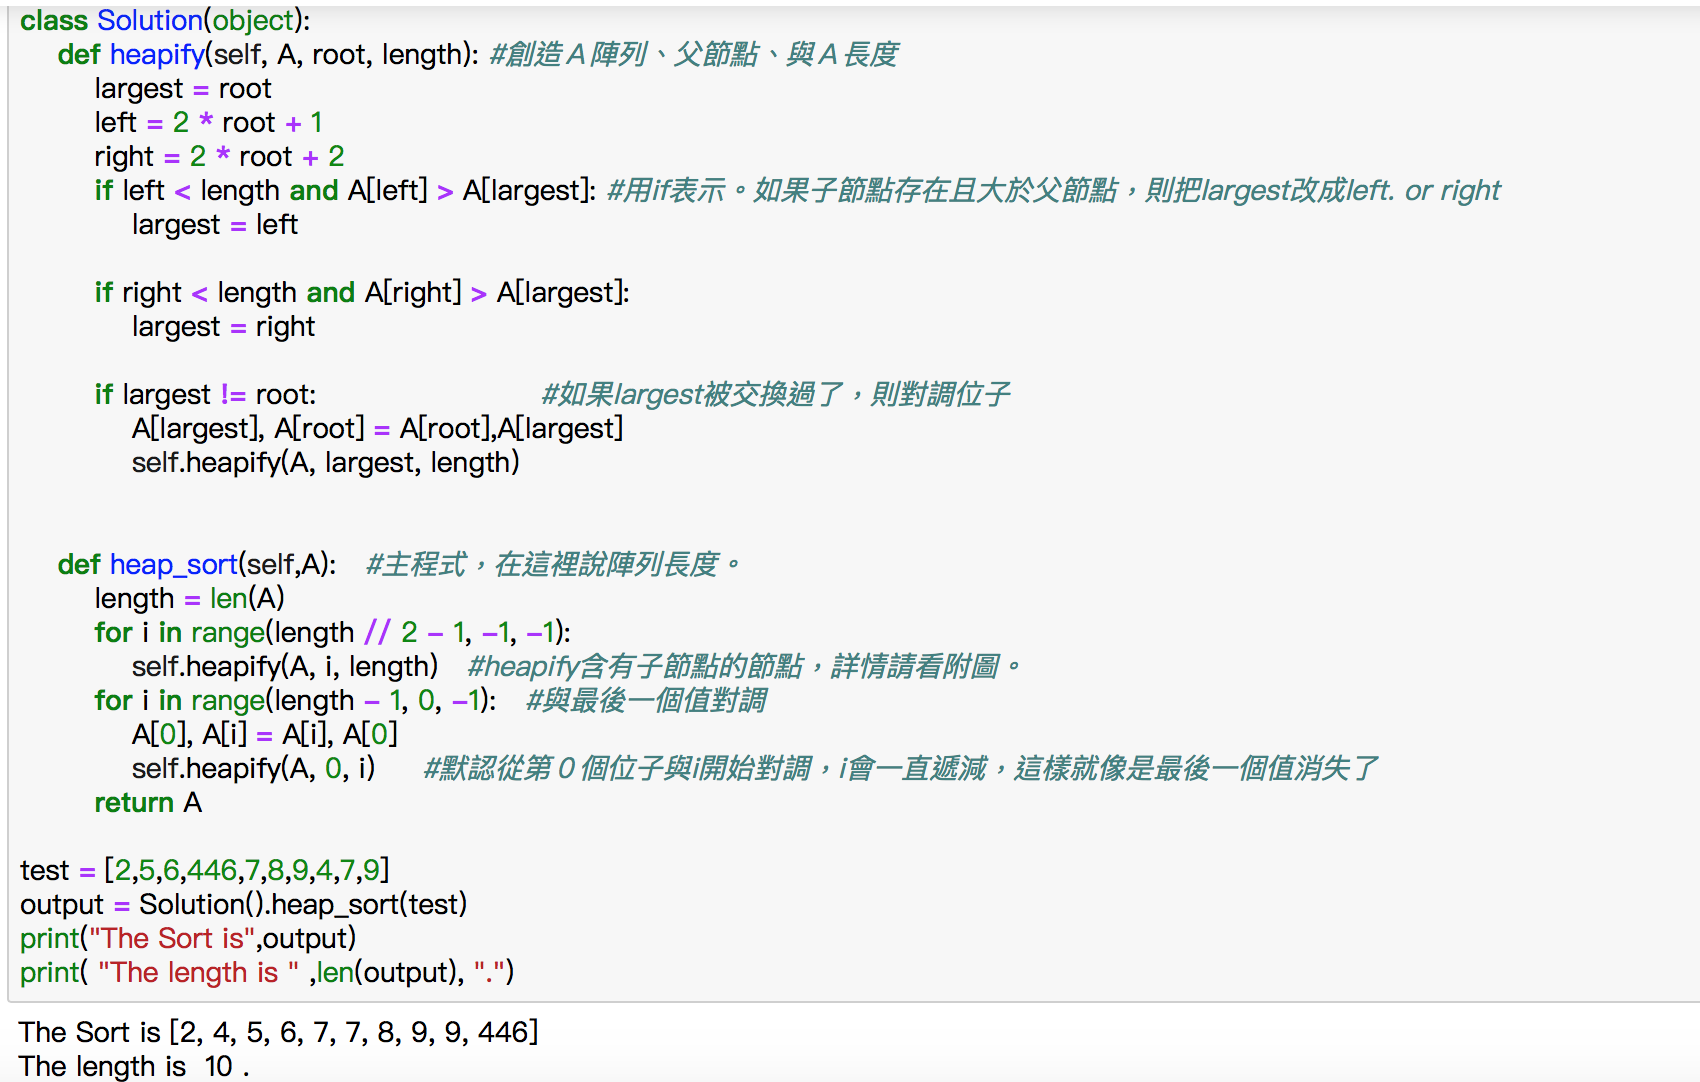 class Solution(object):
def heapify(self, A, root, length): #創造A陣列、父節點、與A長度
largest = root
left = 2 * root + 1
right = 2 * root + 2
if left < length and A[left] > A[largest]: #用if表示。如果子節點存在且大於父節點，則把largest改成left. or right
largest = left
if right < length and A[right] > A[largest]:
largest = right
if largest != root: #如果largest被交換過了，則對調位子
A[largest], A[root] = A[root],A[largest]
self.heapify(A, largest, length)
def heap_sort(self,A): #主程式，在這裡說陣列長度。
length = len(A)
for i in range(length // 2 - 1, -1, -1):
self.heapify(A, i, length) #heapify含有子節點的節點，詳情請看附圖。
for i in range(length - 1, 0, -1): #與最後一個值對調
A[0], A[i] = A[i], A[0]
self.heapify(A, 0, i) #默認從第0個位子與i開始對調，i會一直遞減，這樣就像是最後一個值消失了
return A
test = [2,5,6,446,7,8,9,4,7,9]
output = Solution().heap_sort(test)
print("The Sort is",output)
print( "The length is " ,len(output), ".")
The Sort is [2, 4, 5, 6, 7, 7, 8, 9, 9, 446]
The length is  10 .